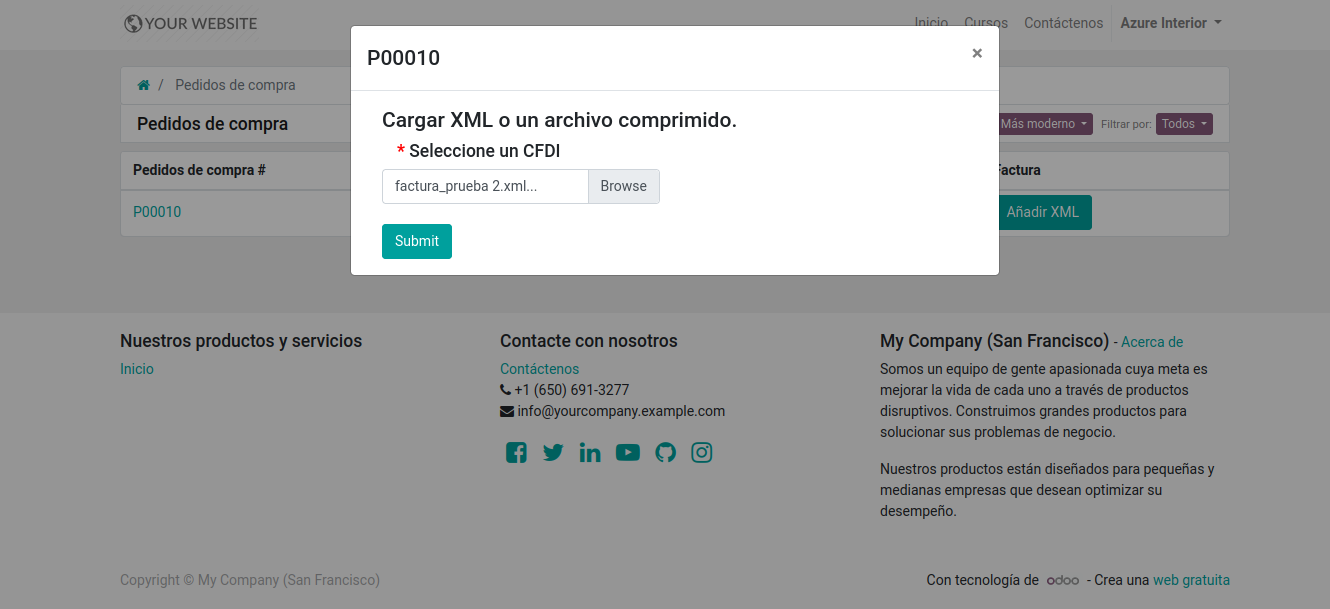 YOUR WEBSITE
Inicio Cursos Contáctenos Azure Interior
P00010 ×
/ Pedidos de compra
Pedidos de compra
Más moderno Filtrar por: Todos
Cargar XML o un archivo comprimido.
* Seleccione un CFDI
Pedidos de compra #
Factura
factura_prueba 2.xml... Browse
P00010
Añadir XML
Submit
Nuestros productos y servicios
Inicio
Contacte con nosotros
Contáctenos
+1 (650) 691-3277
info@yourcompany.example.com
My Company (San Francisco) - Acerca de
Somos un equipo de gente apasionada cuya meta es
mejorar la vida de cada uno a través de productos
disruptivos. Construimos grandes productos para
solucionar sus problemas de negocio.
Nuestros productos están diseñados para pequeñas y
medianas empresas que desean optimizar su
desempeño.
Copyright © My Company (San Francisco)
Con tecnología de odoo - Crea una web gratuita